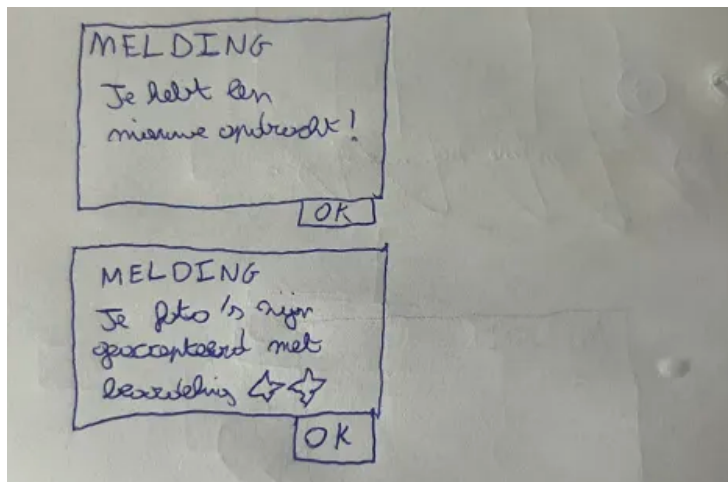 MELDING
Je hebt een
nieuwe opdracht!
OK
MELDING
Je foto's zijn
geaccepteerd met
beoordeling
OK